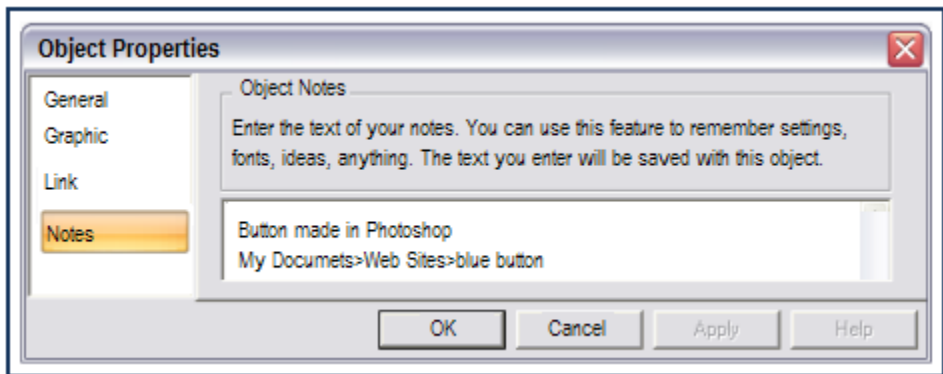 Object Properties
General
Graphic
Link
Notes
Object Notes
Enter the text of your notes. You can use this feature to remember settings,
fonts, ideas, anything. The text you enter will be saved with this object.
Button made in Photoshop
My Documets>Web Sites>blue button
OK
Cancel
Apply
Help